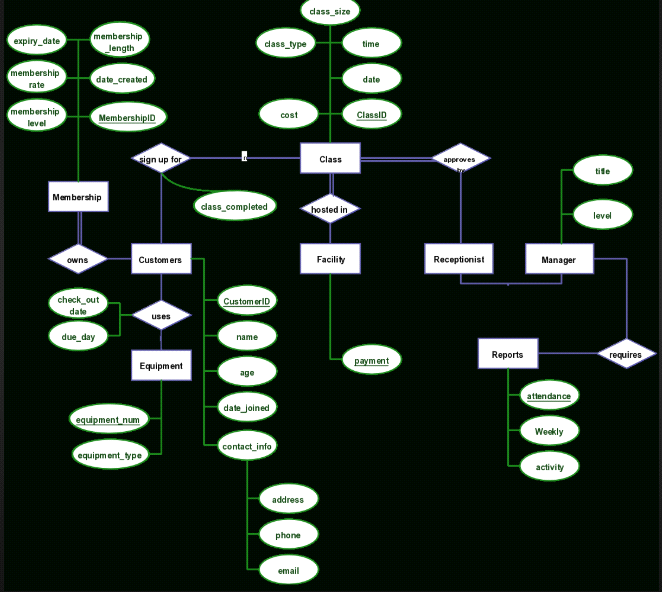 class_size
expiry_date
membership
_length
class_type
time
membership
rate
date_created
date
membership
level
MembershipID
cost
ClassID
sign up for
Class
approves
title
Membership
class_completed
hosted in
level
owns
Customers
Facility
Receptionist
Manager
check_out
date
CustomerID
uses
due_day
name
Reports
requires
Equipment
payment
age
attendance
date_joined
equipment_num
Weekly
contact_info
equipment_type
activity
address
phone
email